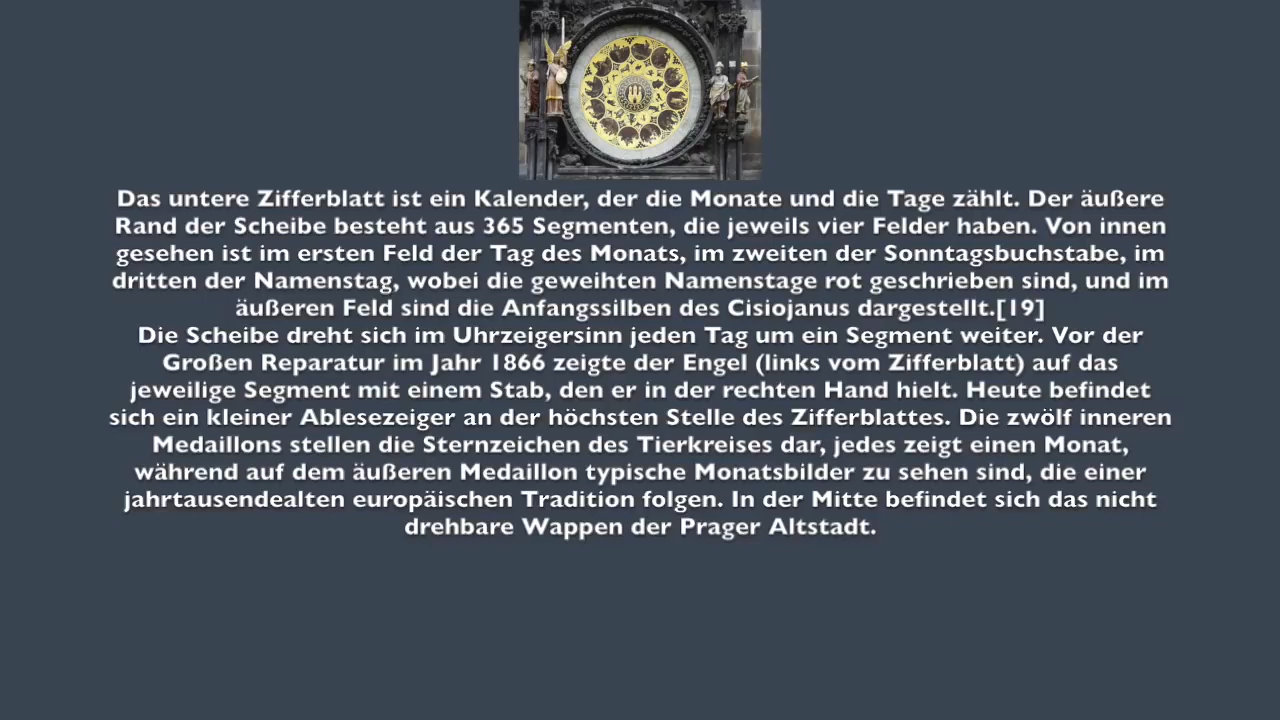 Das untere Zifferblatt ist ein Kalender, der die Monate und die Tage zählt. Der äußere
Rand der Scheibe besteht aus 365 Segmenten, die jeweils vier Felder haben. Von innen
gesehen ist im ersten Feld der Tag des Monats, im zweiten der Sonntagsbuchstabe, im
dritten der Namenstag, wobei die geweihten Namenstage rot geschrieben sind, und im
äußeren Feld sind die Anfangssilben des Cisiojanus dargestellt.[19]
Die Scheibe dreht sich im Uhrzeigersinn jeden Tag um ein Segment weiter. Vor der
Großen Reparatur im Jahr 1866 zeigte der Engel (links vom Zifferblatt) auf das
jeweilige Segment mit einem Stab, den er in der rechten Hand hielt. Heute befindet
sich ein kleiner Ablesezeiger an der höchsten Stelle des Zifferblattes. Die zwölf inneren
Medaillons stellen die Sternzeichen des Tierkreises dar, jedes zeigt einen Monat,
während auf dem äußeren Medaillon typische Monatsbilder zu sehen sind, die einer
jahrtausendealten europäischen Tradition folgen. In der Mitte befindet sich das nicht
drehbare Wappen der Prager Altstadt.